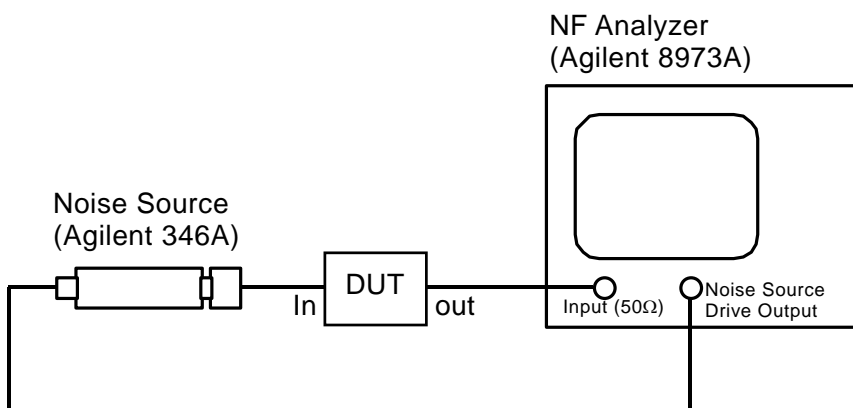 NF Analyzer
(Agilent 8973A)
Noise Source
(Agilent 346A)
In
DUT
out
Input (50Ω)
Noise Source
Drive Output